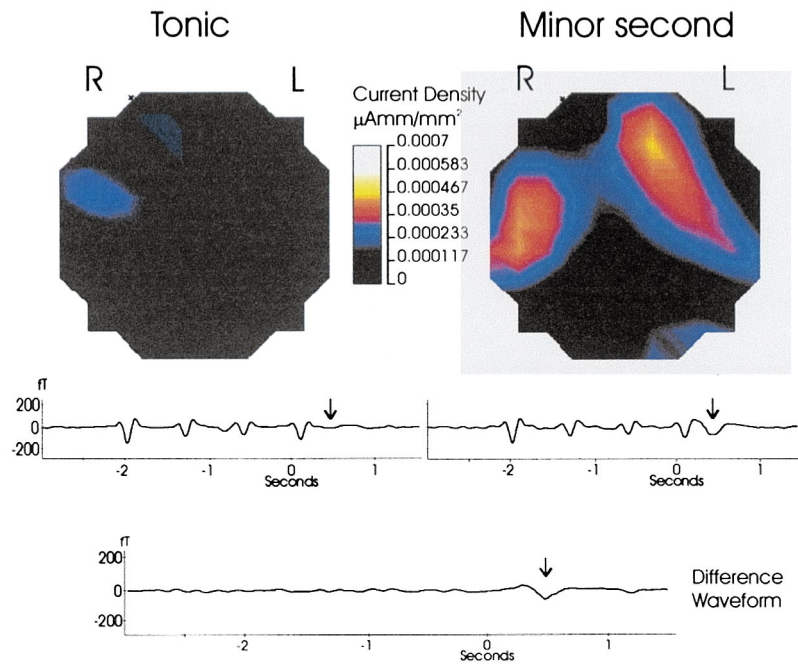 Tonic
Minor second
R L
R L
Current Density
μAmm/mm²
0.0007
0.000583
0.000467
0.00035
0.000233
0.000117
0
fT
200
0
-200
-2 -1 0 1
Seconds
-2 -1 0 1
Seconds
fT
200
0
-200
-2 -1 0 1
Seconds
Difference
Waveform